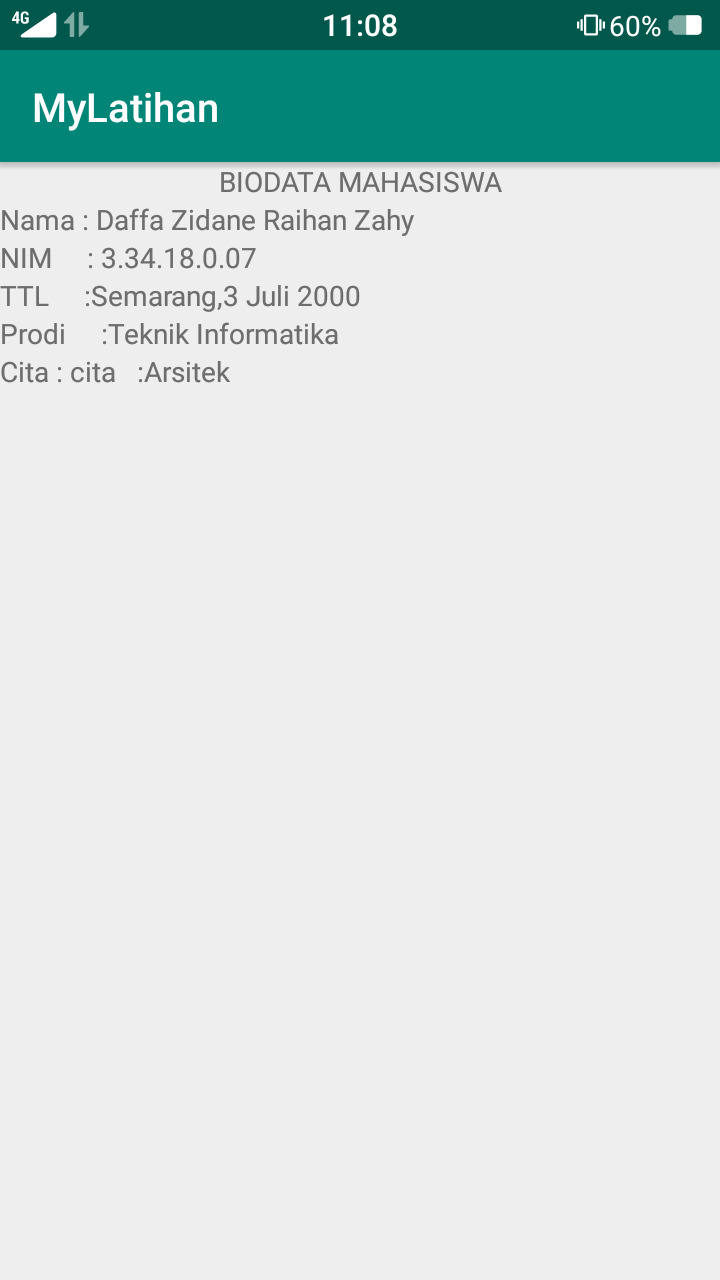 4G 11:08 60%
MyLatihan
BIODATA MAHASISWA
Nama : Daffa Zidane Raihan Zahy
NIM     : 3.34.18.0.07
TTL     :Semarang,3 Juli 2000
Prodi     :Teknik Informatika
Cita : cita   :Arsitek